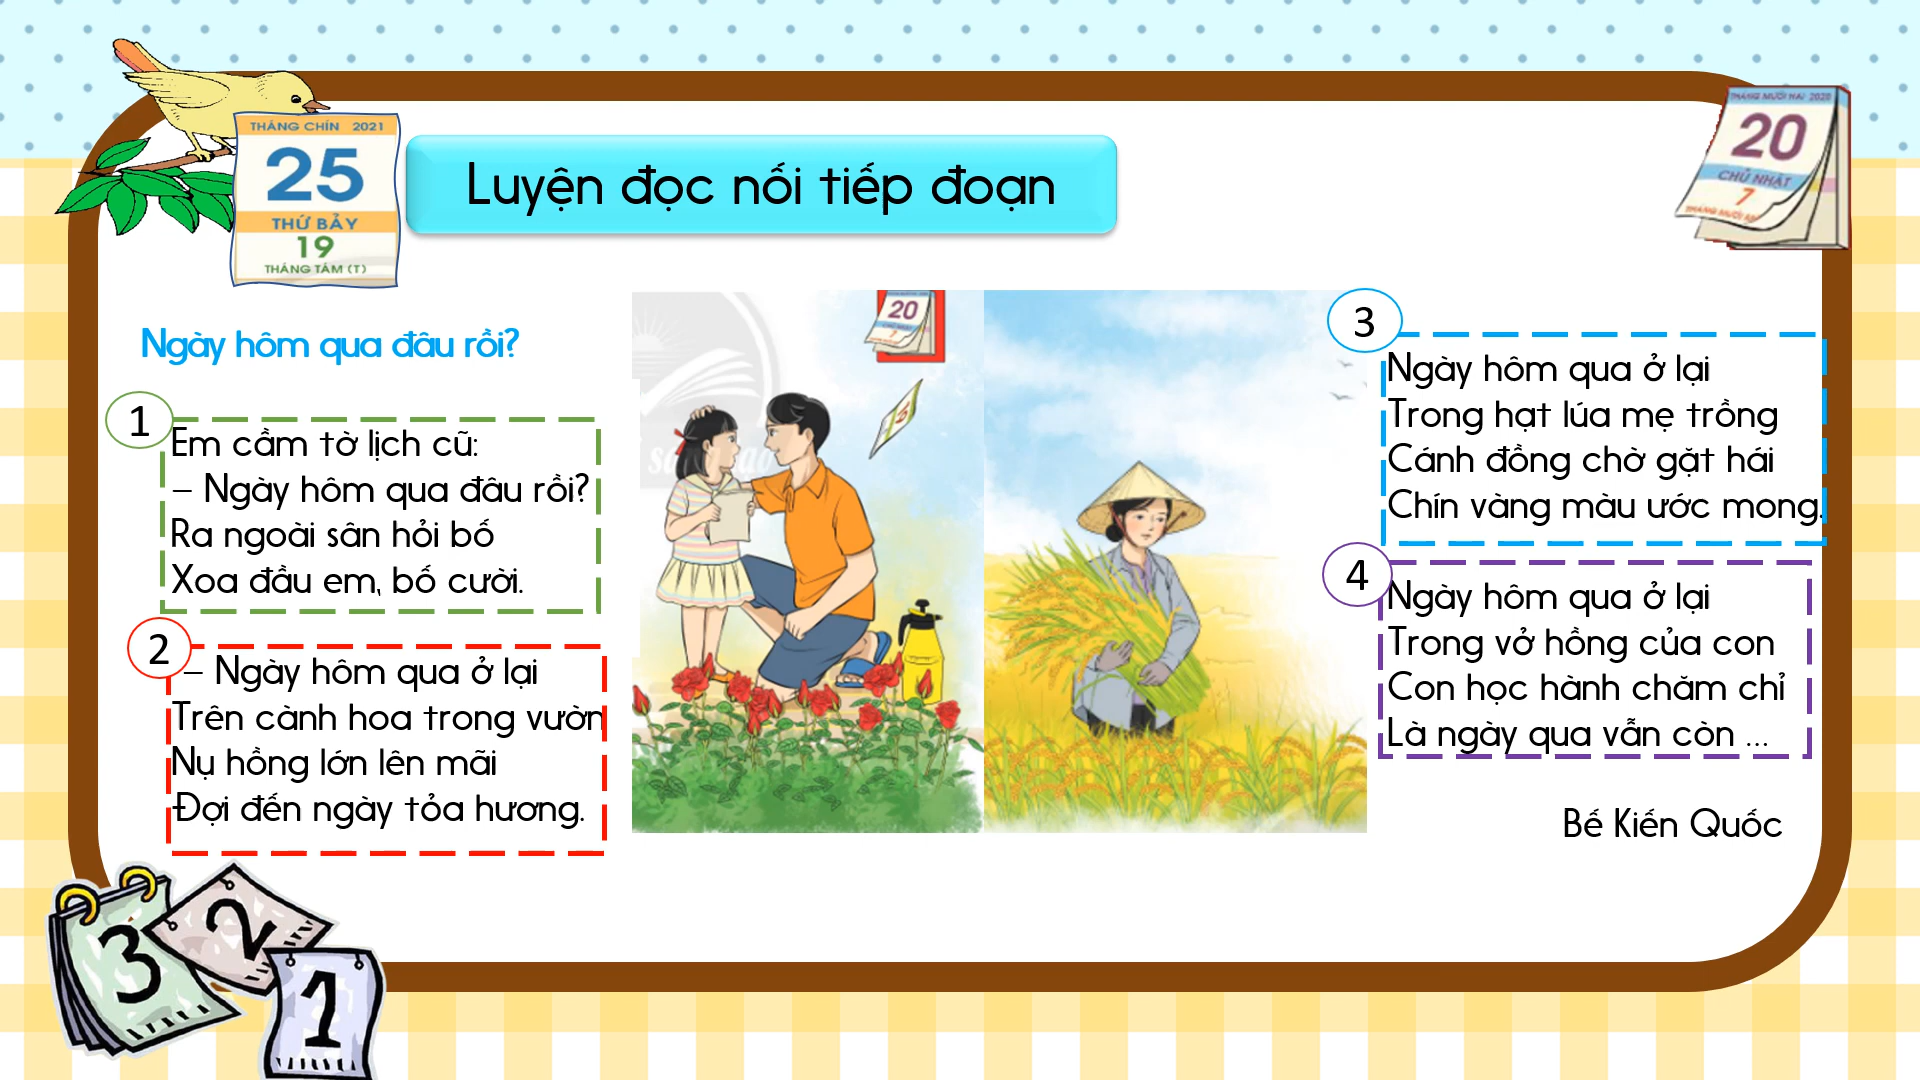 THÁNG CHÍN 2021
25
THỨ BẢY
19
THÁNG TÁM (T)
Luyện đọc nối tiếp đoạn
THÁNG MƯỜI HAI 2020
20
CHỦ NHẬT
7
Ngày hôm qua đâu rồi?
1
Em cầm tờ lịch cũ:
– Ngày hôm qua đâu rồi?
Ra ngoài sân hỏi bố
Xoa đầu em, bố cười.
2
– Ngày hôm qua ở lại
Trên cành hoa trong vườn
Nụ hồng lớn lên mãi
Đợi đến ngày tỏa hương.
20
7
3
Ngày hôm qua ở lại
Trong hạt lúa mẹ trồng
Cánh đồng chờ gặt hái
Chín vàng màu ước mong.
4
Ngày hôm qua ở lại
Trong vở hồng của con
Con học hành chăm chỉ
Là ngày qua vẫn còn ...
Bế Kiến Quốc
3
2
1